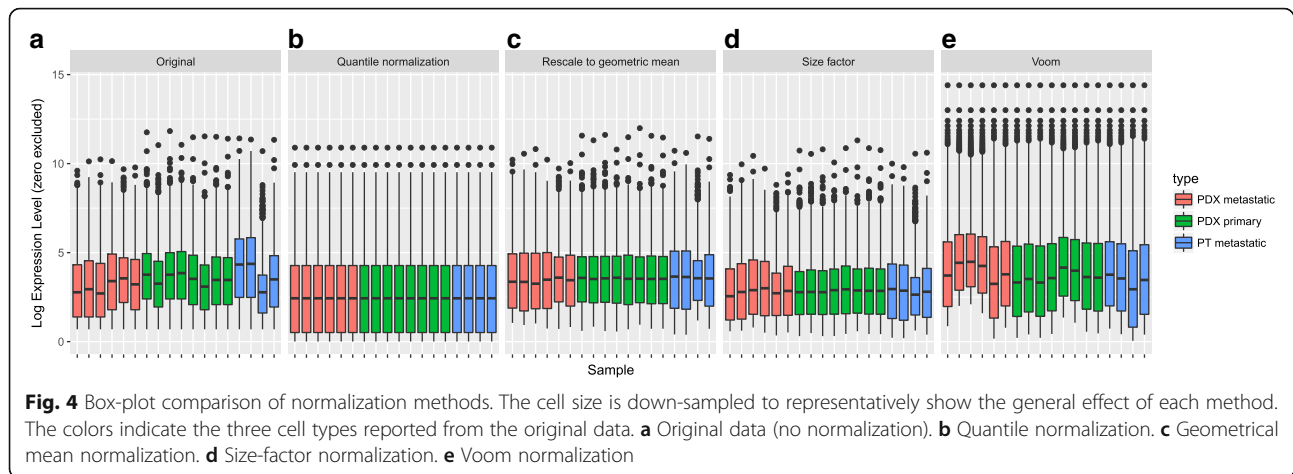 a b c d e
Original Quantile normalization Rescale to geometric mean Size factor Voom
15
10
5
0
Log Expression Level (zero excluded)
Sample
type
PDX metastatic
PDX primary
PT metastatic
Fig. 4 Box-plot comparison of normalization methods. The cell size is down-sampled to representatively show the general effect of each method.
The colors indicate the three cell types reported from the original data. a Original data (no normalization). b Quantile normalization. c Geometrical
mean normalization. d Size-factor normalization. e Voom normalization